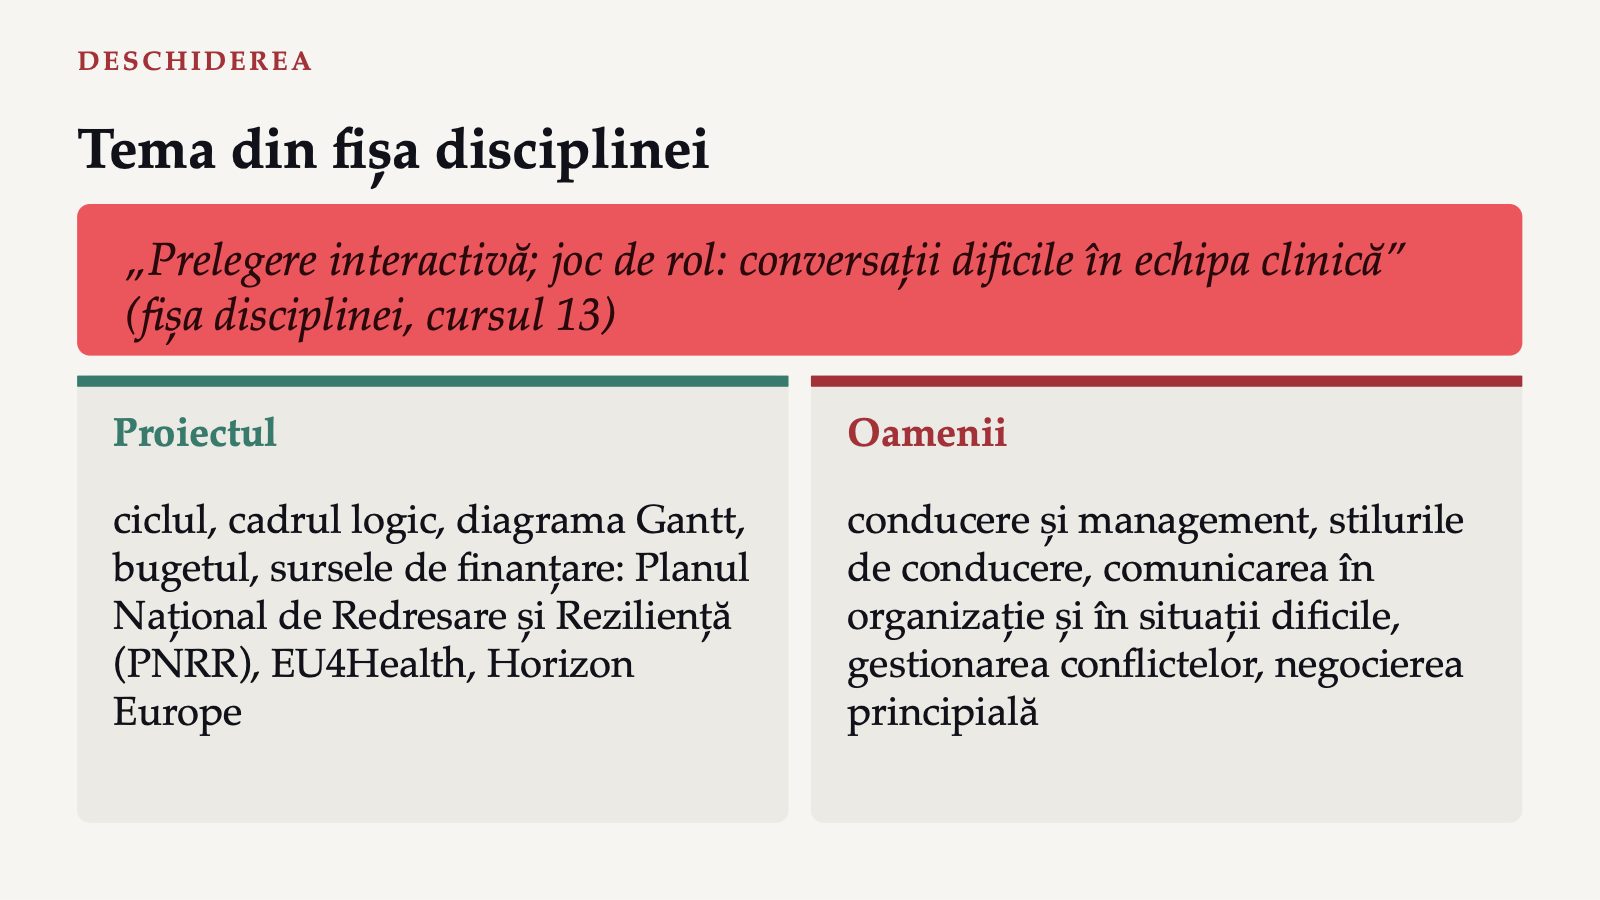 DESCHIDEREA
Tema din fișa disciplinei
„Prelegere interactivă; joc de rol: conversații dificile în echipa clinică”
(fișa disciplinei, cursul 13)
Proiectul
ciclul, cadrul logic, diagrama Gantt,
bugetul, sursele de finanțare: Planul
Național de Redresare și Reziliență
(PNRR), EU4Health, Horizon
Europe
Oamenii
conducere și management, stilurile
de conducere, comunicarea în
organizație și în situații dificile,
gestionarea conflictelor, negocierea
principială